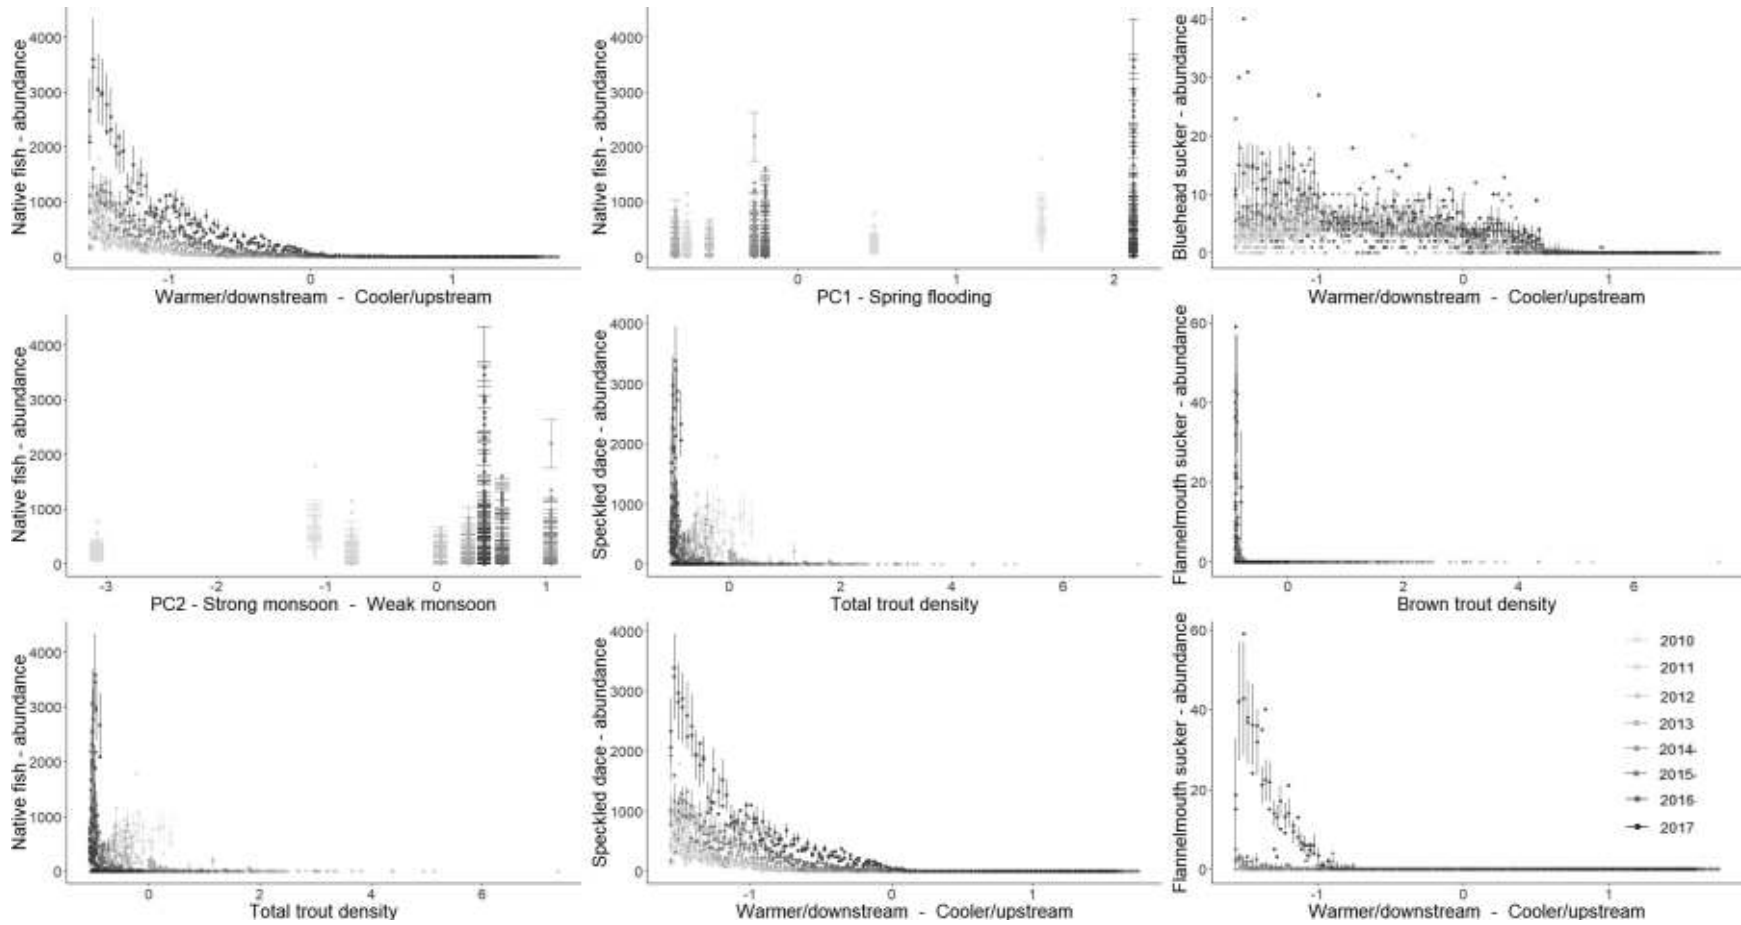 Native fish - abundance
4000
3000
2000
1000
0
-1 0 1
Warmer/downstream - Cooler/upstream
Native fish - abundance
4000
3000
2000
1000
0
0 1 2
PC1 - Spring flooding
Bluehead sucker - abundance
40
20
10
0
-1 0 1
Warmer/downstream - Cooler/upstream
Native fish - abundance
4000
3000
2000
1000
0
-3 -2 -1 0 1
PC2 - Strong monsoon - Weak monsoon
Speckled dace - abundance
4000
3000
2000
1000
0
0 2 4 6
Total trout density
Flannelmouth sucker - abundance
60
40
20
0
0 2 4 6
Brown trout density
Native fish - abundance
4000
3000
2000
1000
0
0 2 4 6
Total trout density
Speckled dace - abundance
4000
3000
2000
1000
0
-1 0 1
Warmer/downstream - Cooler/upstream
Flannelmouth sucker - abundance
60
40
20
0
-1 0 1
Warmer/downstream - Cooler/upstream
2010
2011
2012
2013
2014
2015
2016
2017